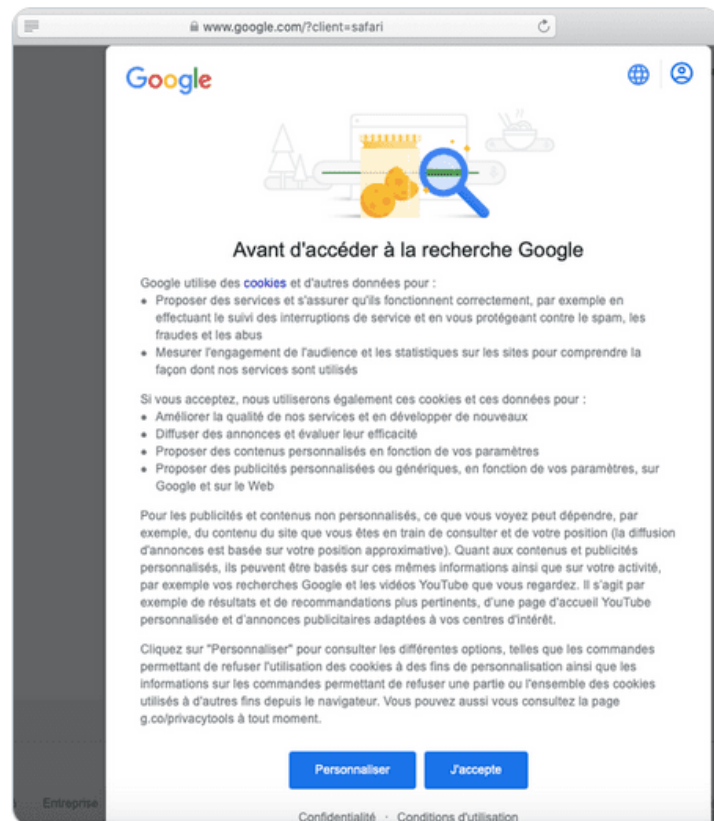 www.google.com/?client=safari
Google
Avant d'accéder à la recherche Google
Google utilise des cookies et d'autres données pour :
• Proposer des services et s'assurer qu'ils fonctionnent correctement, par exemple en
effectuant le suivi des interruptions de service et en vous protégeant contre le spam, les
fraudes et les abus
• Mesurer l'engagement de l'audience et les statistiques sur les sites pour comprendre la
façon dont nos services sont utilisés
Si vous acceptez, nous utiliserons également ces cookies et ces données pour :
• Améliorer la qualité de nos services et en développer de nouveaux
• Diffuser des annonces et évaluer leur efficacité
• Proposer des contenus personnalisés en fonction de vos paramètres
• Proposer des publicités personnalisées ou génériques, en fonction de vos paramètres, sur
Google et sur le Web
Pour les publicités et contenus non personnalisés, ce que vous voyez peut dépendre, par
exemple, du contenu du site que vous êtes en train de consulter et de votre position (la diffusion
d'annonces est basée sur votre position approximative). Quant aux contenus et publicités
personnalisés, ils peuvent être basés sur ces mêmes informations ainsi que sur votre activité,
par exemple vos recherches Google et les vidéos YouTube que vous regardez. Il s'agit par
exemple de résultats et de recommandations plus pertinents, d'une page d'accueil YouTube
personnalisée et d'annonces publicitaires adaptées à vos centres d'intérêt.
Cliquez sur "Personnaliser" pour consulter les différentes options, telles que les commandes
permettant de refuser l'utilisation des cookies à des fins de personnalisation ainsi que les
informations sur les commandes permettant de refuser une partie ou l'ensemble des cookies
utilisés à d'autres fins depuis le navigateur. Vous pouvez aussi vous consultez la page
g.co/privacytools à tout moment.
Personnaliser J'accepte
Entreprise
Confidentialité · Conditions d'utilisation